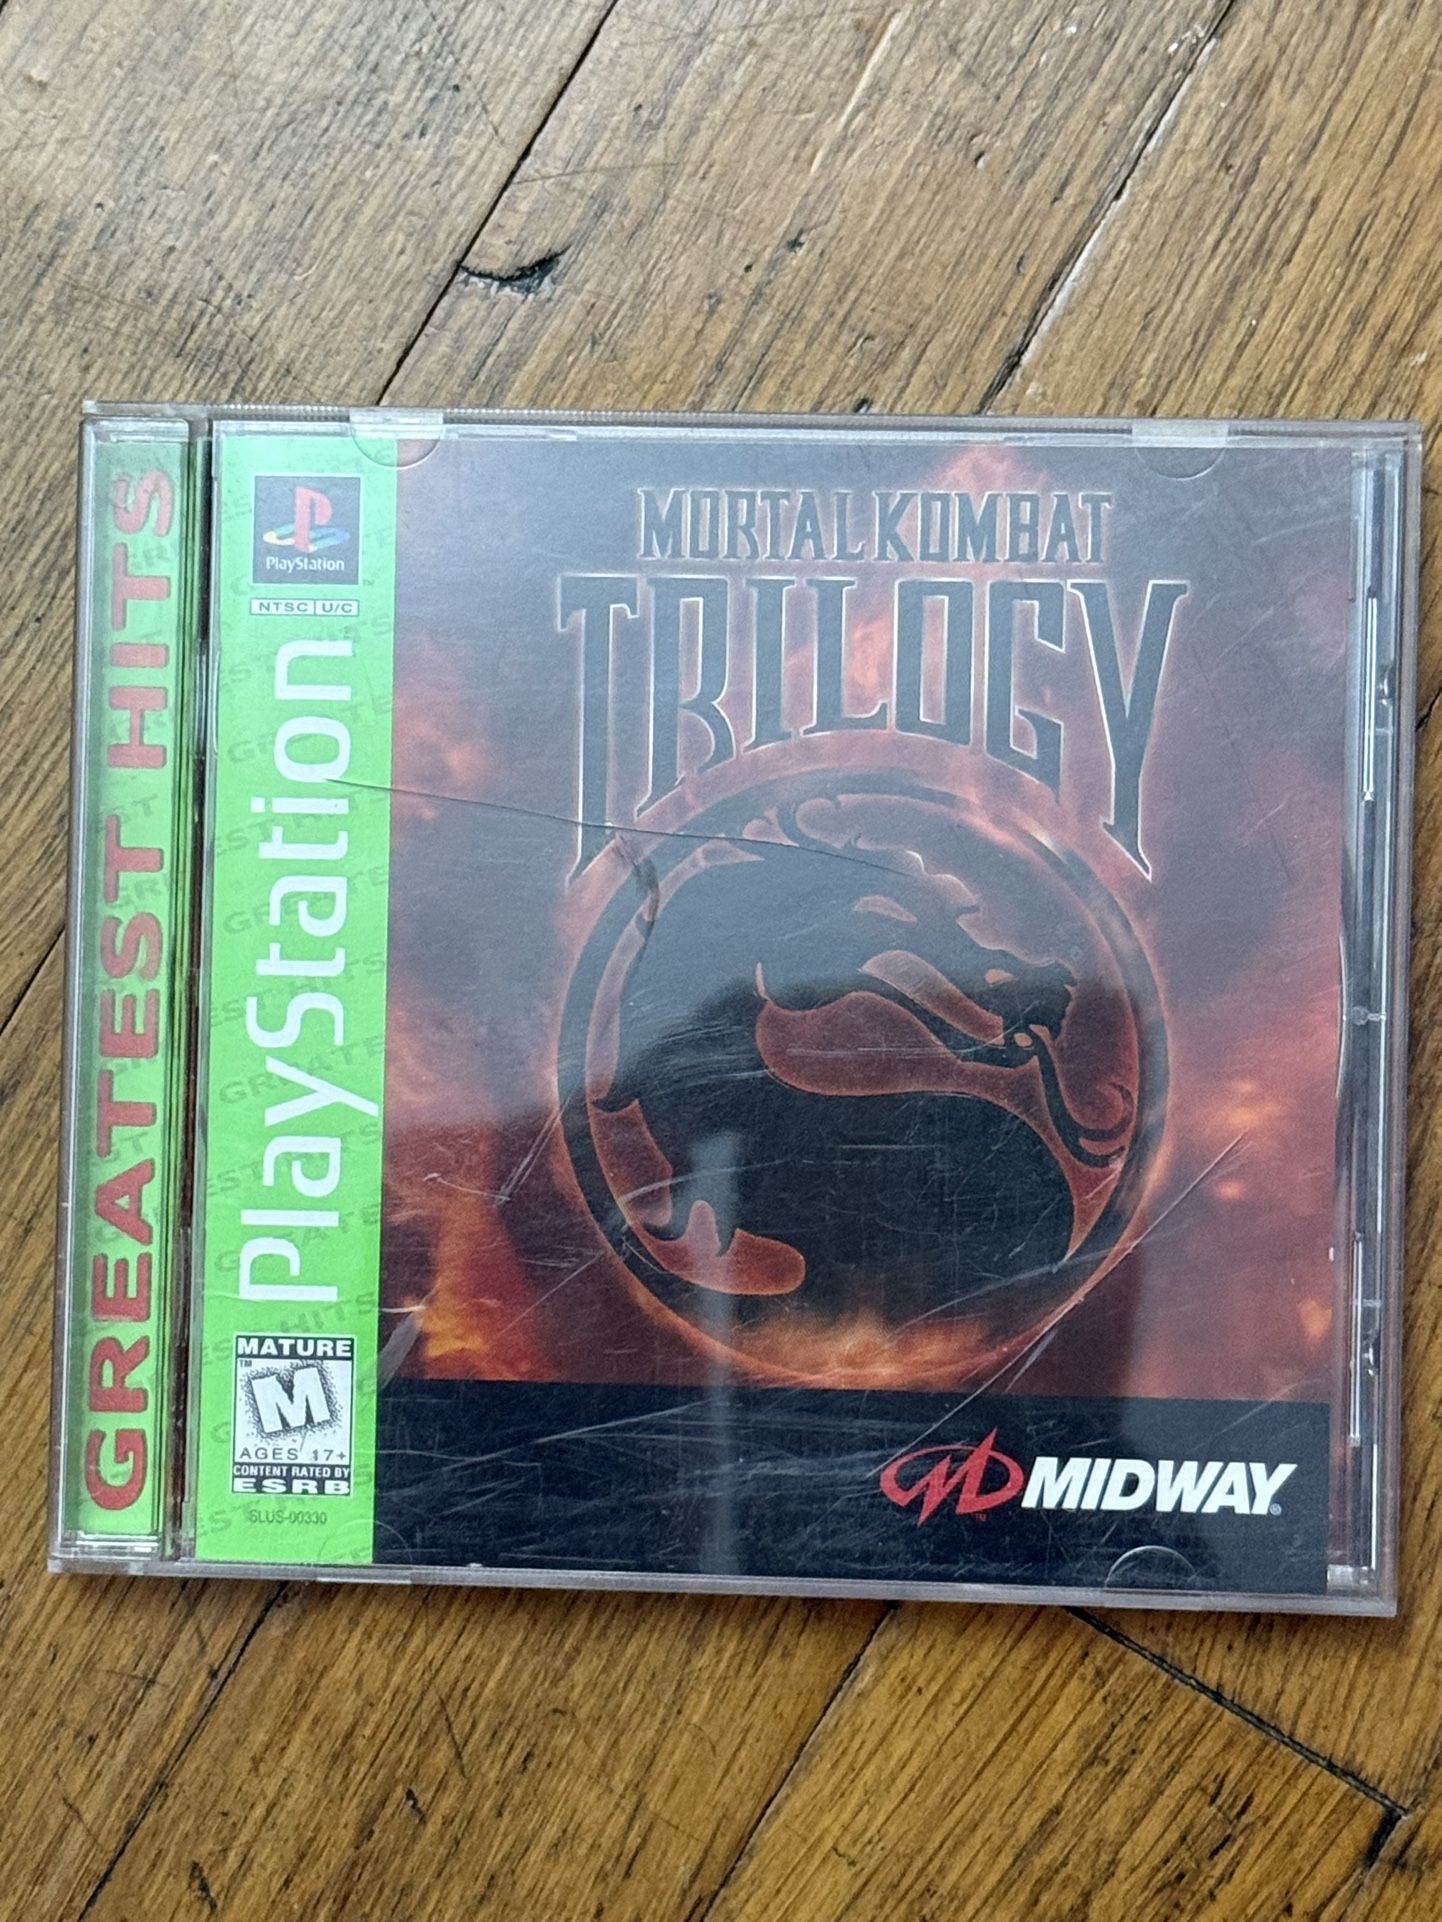 GREATEST HITS
PlayStation
NTSC U/C
PlayStation
MATURE
M
AGES 17+
CONTENT RATED BY
ESRB
SLUS-00330
MORTAL KOMBAT
TRILOGY
MIDWAY